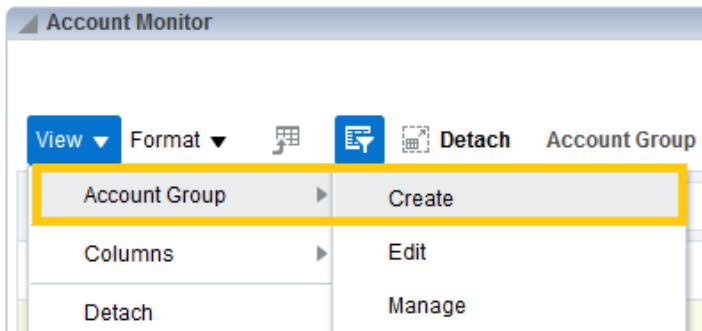 Account Monitor
View Format Detach Account Group
Account Group Create
Columns Edit
Detach Manage